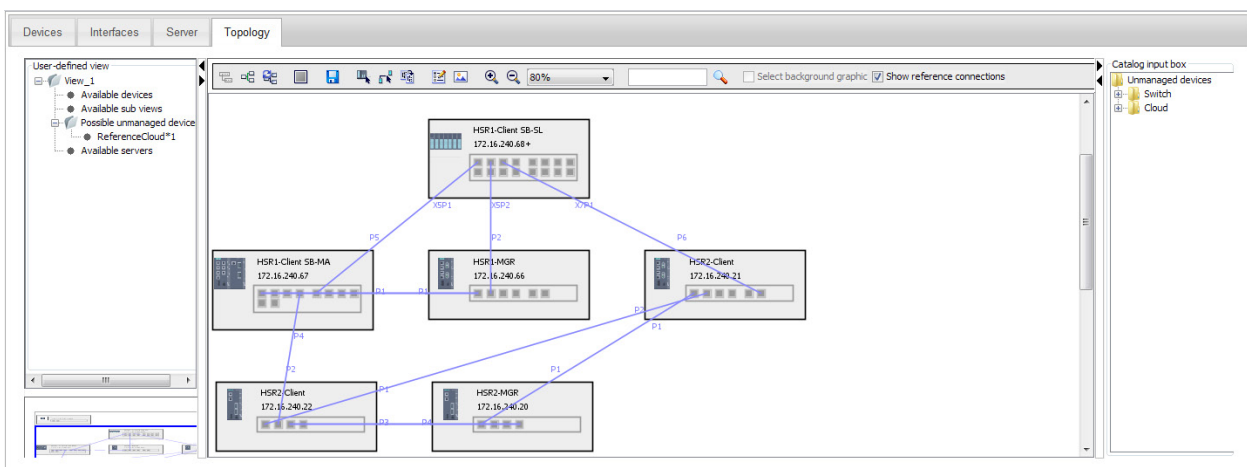 Devices
Interfaces
Server
Topology
User-defined view
View_1
Available devices
Available sub views
Possible unmanaged device
ReferenceCloud*1
Available servers
80%
Select background graphic
Show reference connections
Catalog input box
Unmanaged devices
Switch
Cloud
HSR1-Client SB-SL
172.16.240.68+
X5P1
X5P2
X7P1
P5
P2
P6
HSR1-Client SB-MA
172.16.240.67
HSR1-MGR
172.16.240.66
HSR2-Client
172.16.240.21
P1
P1
P2
P1
P4
P2
P1
P1
HSR2-Client
172.16.240.22
HSR2-MGR
172.16.240.20
P3
P4